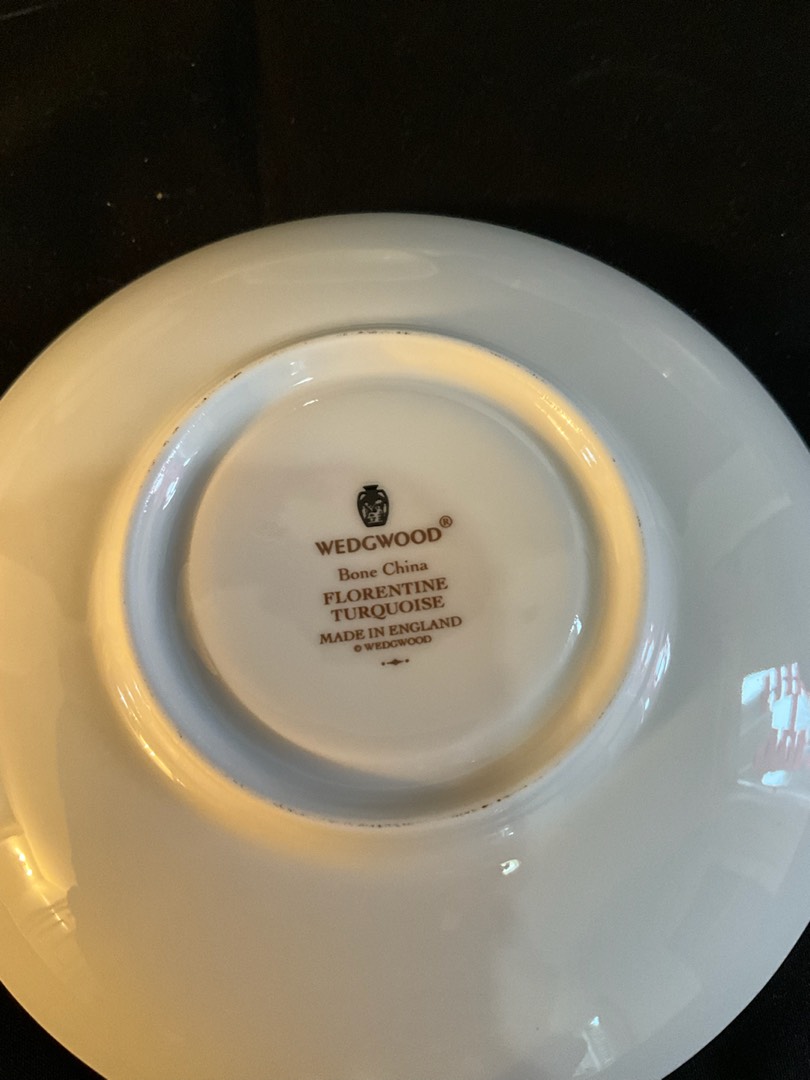 WEDGWOOD®
Bone China
FLORENTINE
TURQUOISE
MADE IN ENGLAND
© WEDGWOOD